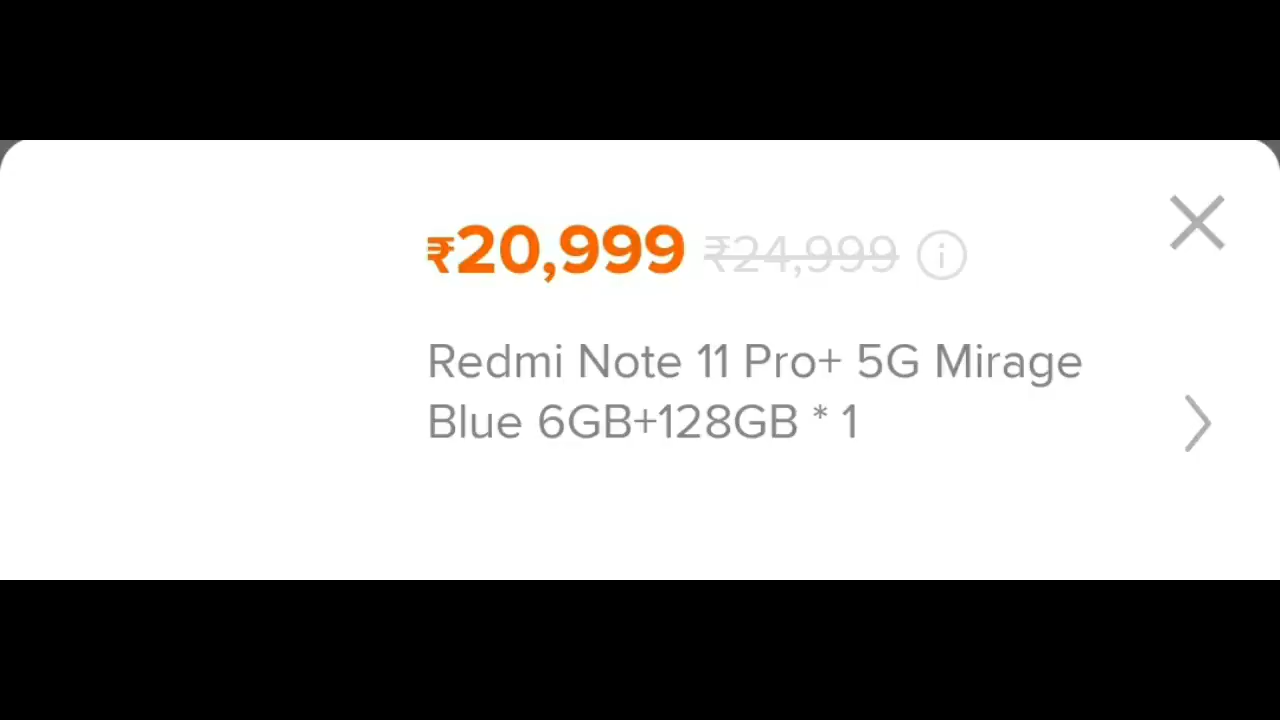 ₹20,999 ₹24,999
Redmi Note 11 Pro+ 5G Mirage
Blue 6GB+128GB * 1